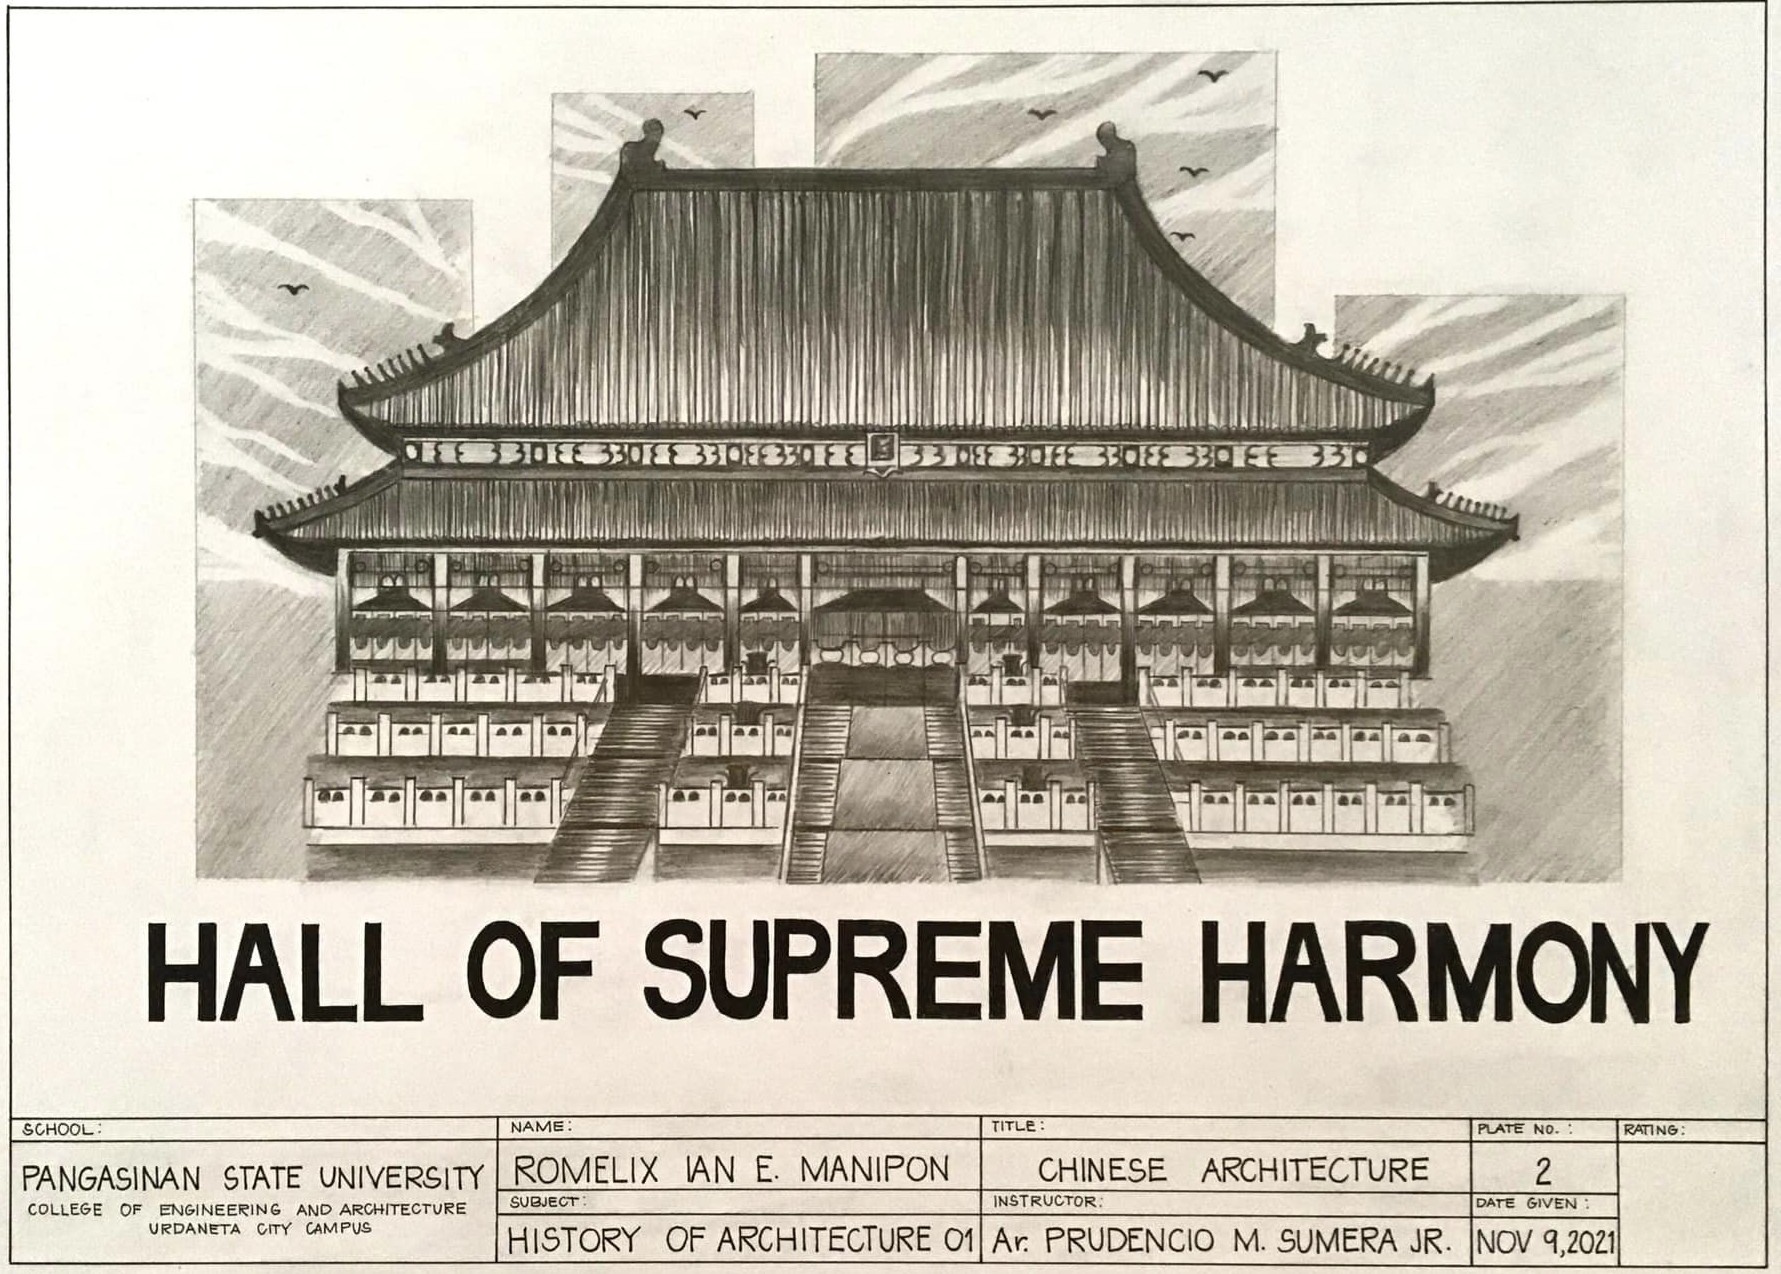 HALL OF SUPREME HARMONY
SCHOOL:
PANGASINAN STATE UNIVERSITY
COLLEGE OF ENGINEERING AND ARCHITECTURE
URDANETA CITY CAMPUS
NAME:
ROMELIX IAN E. MANIPON
SUBJECT:
HISTORY OF ARCHITECTURE 01
TITLE:
CHINESE ARCHITECTURE
INSTRUCTOR:
Ar. PRUDENCIO M. SUMERA JR.
PLATE NO. :
2
DATE GIVEN :
NOV 9,2021
RATING: